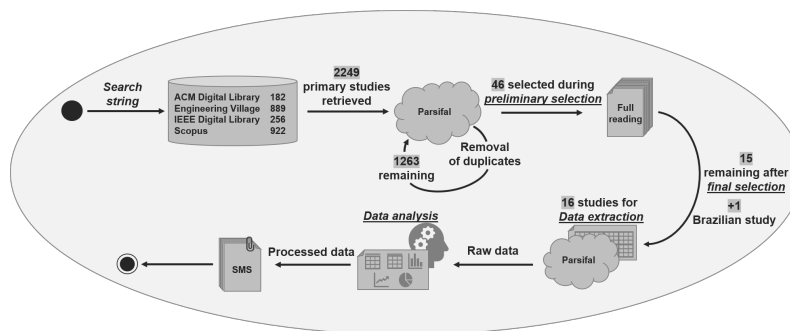 Search
string
ACM Digital Library 182
Engineering Village 889
IEEE Digital Library 256
Scopus 922
2249
primary studies
retrieved
Parsifal
1263
remaining
Removal
of duplicates
46 selected during
preliminary selection
Full
reading
15
remaining after
final selection
+1
Brazilian study
16 studies for
Data extraction
Parsifal
Raw data
Data analysis
Processed data
SMS